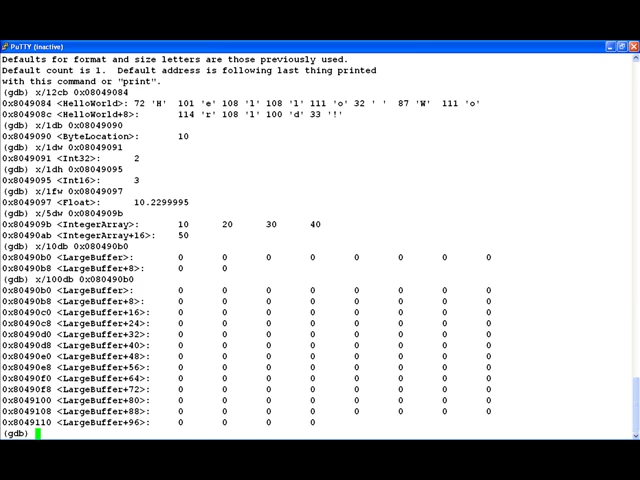 PuTTY (inactive)
Defaults for format and size letters are those previously used.
Default count is 1.  Default address is following last thing printed
with this command or "print".
(gdb) x/12cb 0x08049084
0x8049084 <HelloWorld>: 72 'H'  101 'e' 108 'l' 108 'l' 111 'o' 32 ' '  87 'W'  111 'o'
0x804908c <HelloWorld+8>:       114 'r' 108 'l' 100 'd' 33 '!'
(gdb) x/1db 0x08049090
0x8049090 <ByteLocation>:       10
(gdb) x/1dw 0x08049091
0x8049091 <Int32>:      2
(gdb) x/1dh 0x08049095
0x8049095 <Int16>:      3
(gdb) x/1fw 0x08049097
0x8049097 <Float>:      10.2299995
(gdb) x/5dw 0x0804909b
0x804909b <IntegerArray>:       10      20      30      40
0x80490ab <IntegerArray+16>:    50
(gdb) x/10db 0x080490b0
0x80490b0 <LargeBuffer>:        0       0       0       0       0       0       0       0
0x80490b8 <LargeBuffer+8>:      0       0
(gdb) x/100db 0x080490b0
0x80490b0 <LargeBuffer>:        0       0       0       0       0       0       0       0
0x80490b8 <LargeBuffer+8>:      0       0       0       0       0       0       0       0
0x80490c0 <LargeBuffer+16>:     0       0       0       0       0       0       0       0
0x80490c8 <LargeBuffer+24>:     0       0       0       0       0       0       0       0
0x80490d0 <LargeBuffer+32>:     0       0       0       0       0       0       0       0
0x80490d8 <LargeBuffer+40>:     0       0       0       0       0       0       0       0
0x80490e0 <LargeBuffer+48>:     0       0       0       0       0       0       0       0
0x80490e8 <LargeBuffer+56>:     0       0       0       0       0       0       0       0
0x80490f0 <LargeBuffer+64>:     0       0       0       0       0       0       0       0
0x80490f8 <LargeBuffer+72>:     0       0       0       0       0       0       0       0
0x8049100 <LargeBuffer+80>:     0       0       0       0       0       0       0       0
0x8049108 <LargeBuffer+88>:     0       0       0       0       0       0       0       0
0x8049110 <LargeBuffer+96>:     0       0       0       0
(gdb)